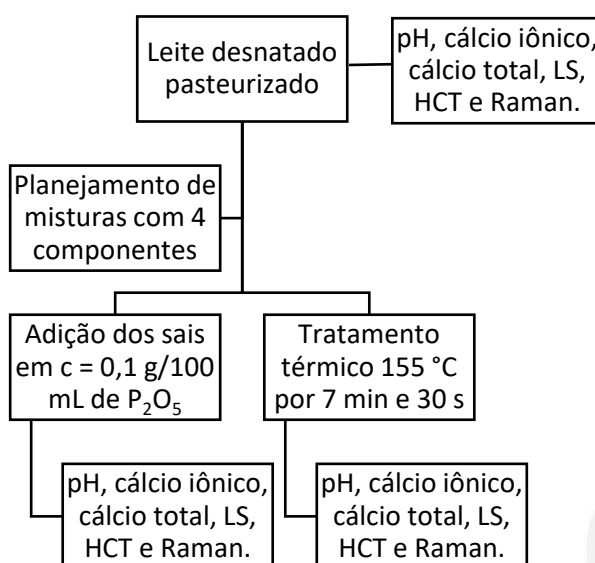 Leite desnatado
pasteurizado
pH, cálcio iônico,
cálcio total, LS,
HCT e Raman.
Planejamento de
misturas com 4
componentes
Adição dos sais
em c = 0,1 g/100
mL de P₂O₅
Tratamento
térmico 155 °C
por 7 min e 30 s
pH, cálcio iônico,
cálcio total, LS,
HCT e Raman.
pH, cálcio iônico,
cálcio total, LS,
HCT e Raman.